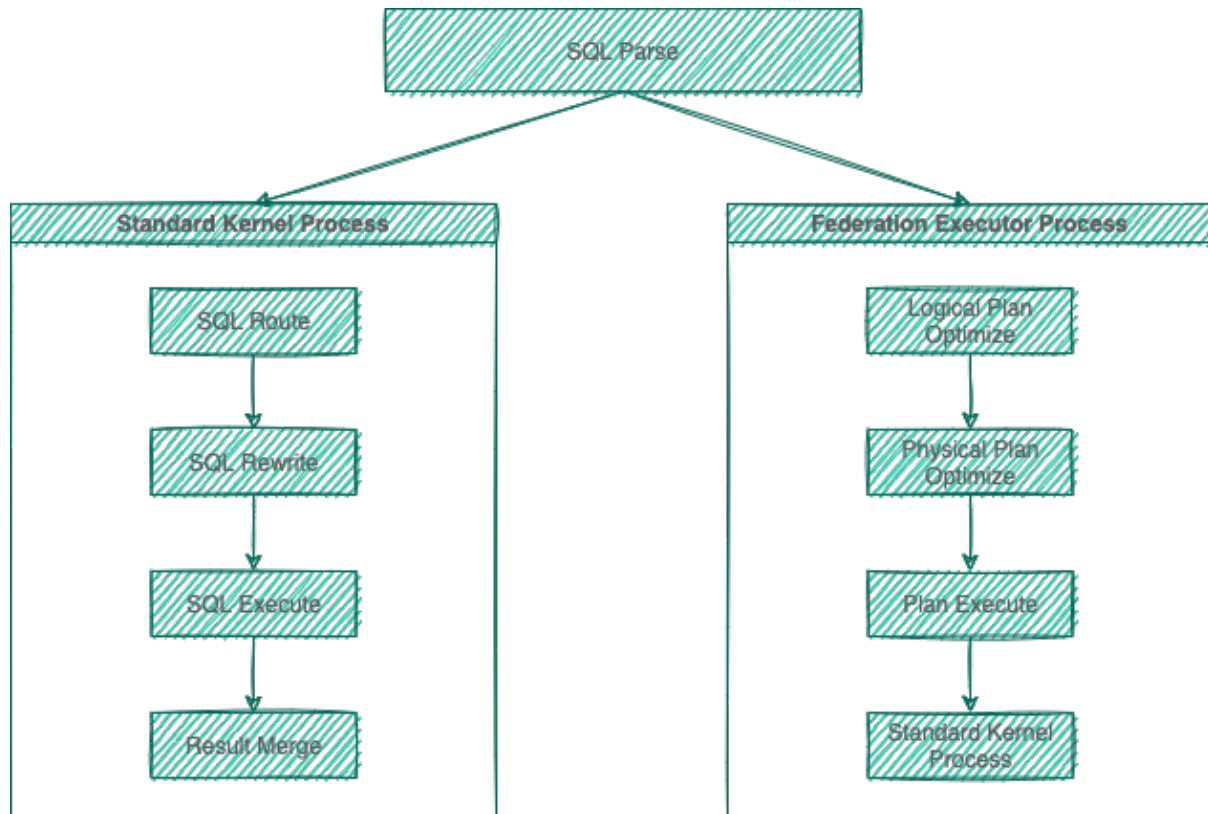 SQL Parse
Standard Kernel Process
SQL Route
SQL Rewrite
SQL Execute
Result Merge
Federation Executor Process
Logical Plan
Optimize
Physical Plan
Optimize
Plan Execute
Standard Kernel
Process